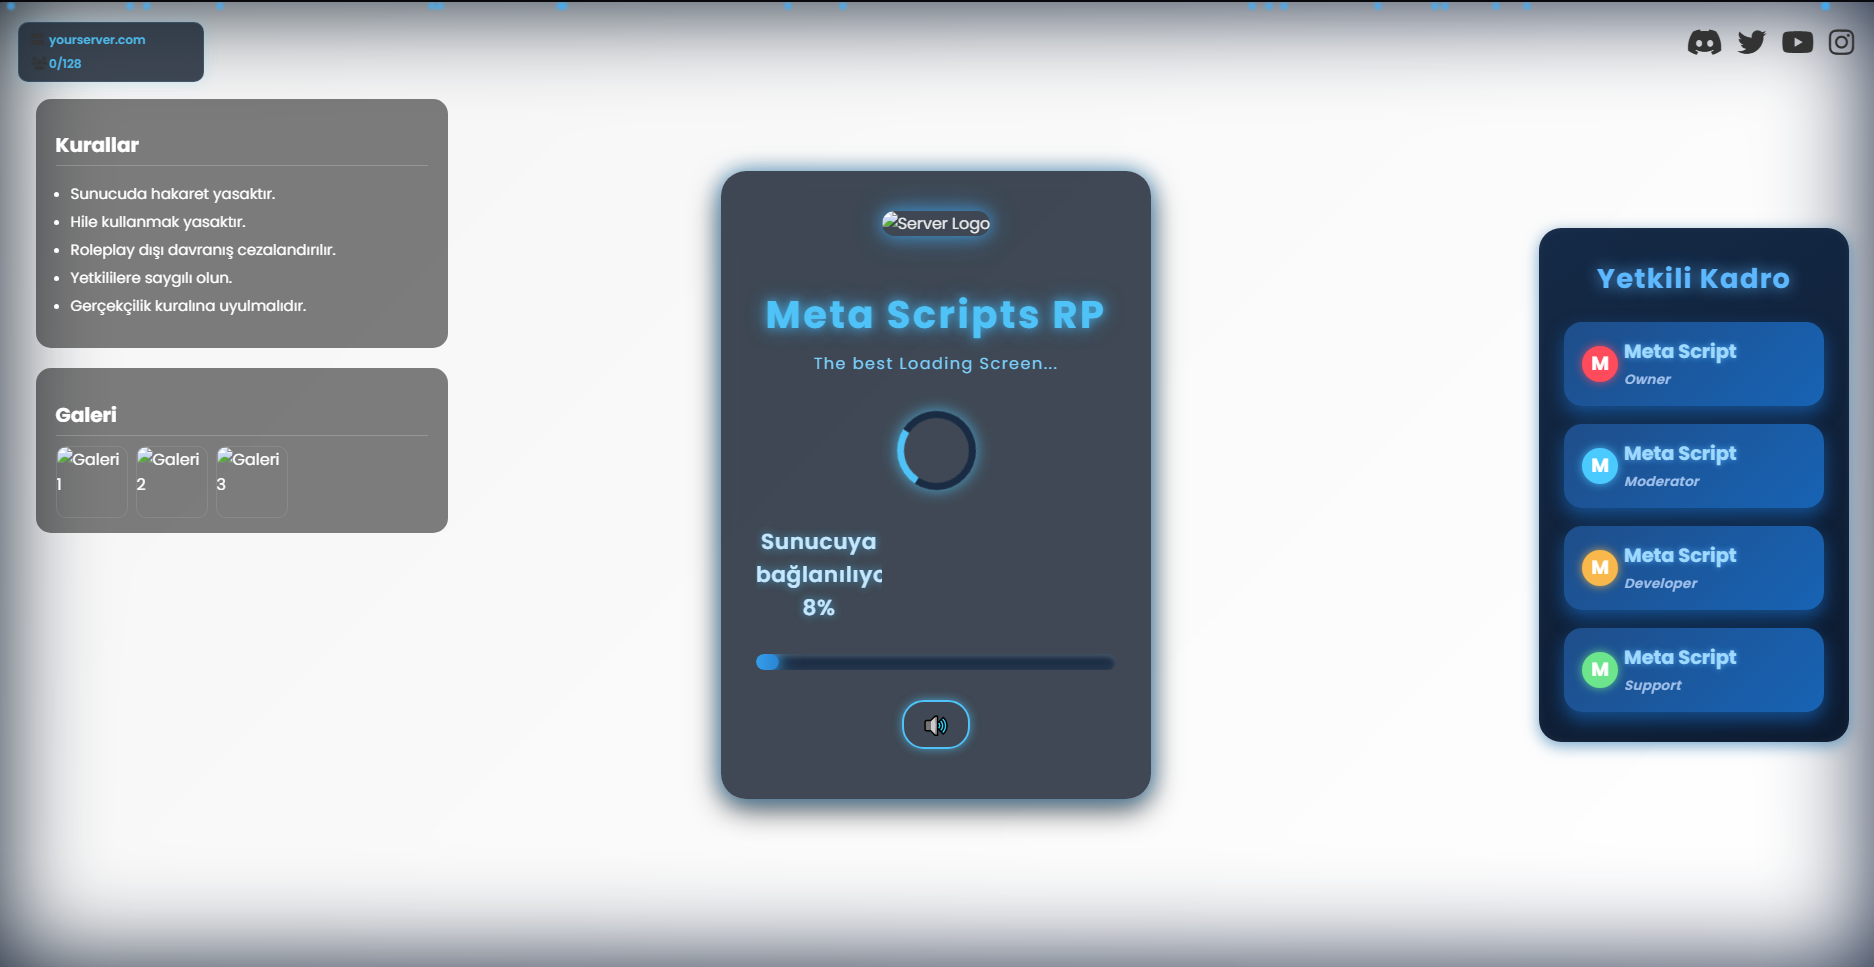 yourserver.com
0/128
Kurallar
Sunucuda hakaret yasaktır.
Hile kullanmak yasaktır.
Roleplay dışı davranış cezalandırılır.
Yetkililere saygılı olun.
Gerçekçilik kuralına uyulmalıdır.
Galeri
Galeri
1
Galeri
2
Galeri
3
Server Logo
Meta Scripts RP
The best Loading Screen...
Sunucuya
bağlanılıyo
8%
Yetkili Kadro
M
Meta Script
Owner
M
Meta Script
Moderator
M
Meta Script
Developer
M
Meta Script
Support